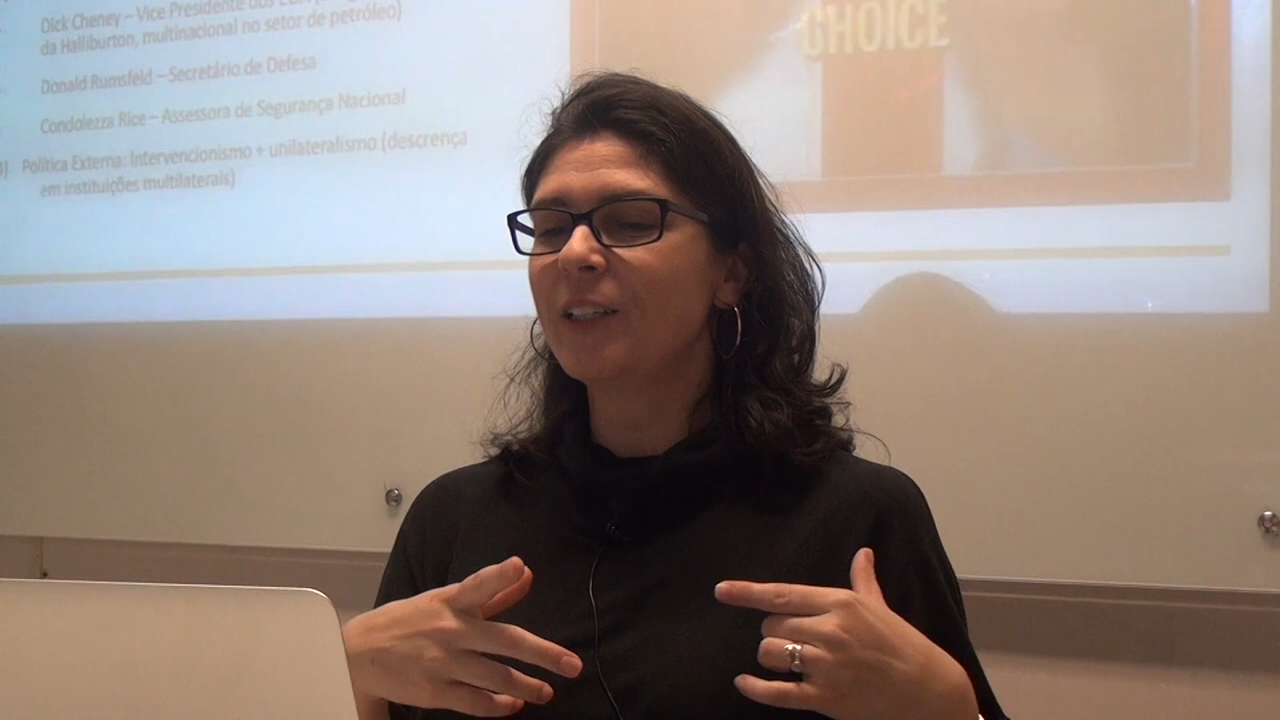 Dick Cheney – Vice Presidente dos
da Halliburton, multinacional no setor de petróleo)
Donald Rumsfeld – Secretário de Defesa
Condolezza Rice – Assessora de Segurança Nacional
Política Externa: Intervencionismo + unilateralismo (descrença
em instituições multilaterais)
CHOICE